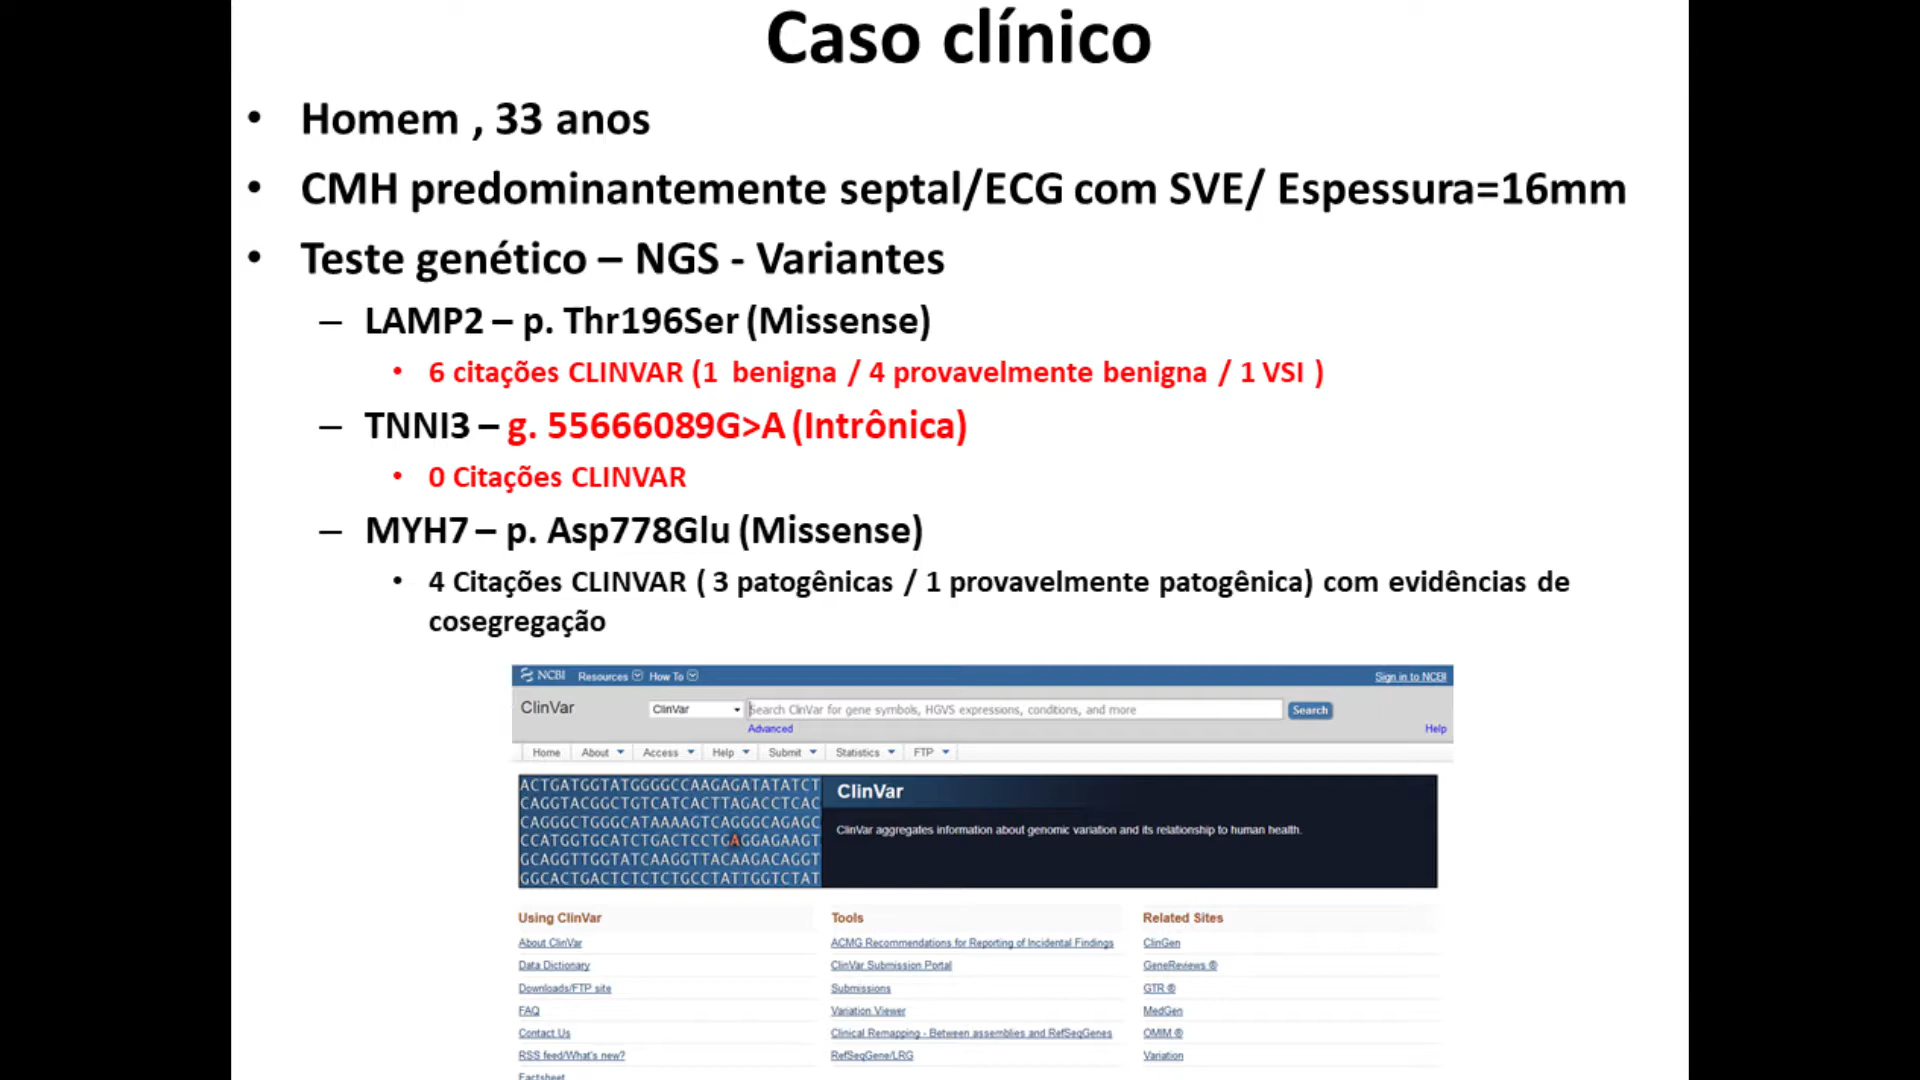 Caso clínico
• Homem , 33 anos
• CMH predominantemente septal/ECG com SVE/ Espessura=16mm
• Teste genético – NGS - Variantes
– LAMP2 – p. Thr196Ser (Missense)
• 6 citações CLINVAR (1 benigna / 4 provavelmente benigna / 1 VSI )
– TNNI3 – g. 55666089G>A (Intrônica)
• 0 Citações CLINVAR
– MYH7 – p. Asp778Glu (Missense)
• 4 Citações CLINVAR ( 3 patogênicas / 1 provavelmente patogênica) com evidências de
cosegregação
NCBI Resources How To Sign in to NCBI
ClinVar ClinVar Search ClinVar for gene symbols, HGVS expressions, conditions, and more Search
Advanced Help
Home About Access Help Submit Statistics FTP
ACTGATGGTATGGGGCCAAGAGATATATCT
CAGGTACGGCTGTCATCACTTAGACCTCAC
CAGGGCTGGGCATAAAAGTCAGGGCAGAGC
CCATGGTGCATCTGACTCCTGAGGAGAAGT
GCAGGTTGGTATCAAGGTTACAAGACAGGT
GGCACTGACTCTCTCTGCCTATTGGTCTAT
ClinVar
ClinVar aggregates information about genomic variation and its relationship to human health.
Using ClinVar
About ClinVar
Data Dictionary
Downloads/FTP site
FAQ
Contact Us
RSS feed/What's new?
Factsheet
Tools
ACMG Recommendations for Reporting of Incidental Findings
ClinVar Submission Portal
Submissions
Variation Viewer
Clinical Remapping - Between assemblies and RefSeqGenes
RefSeqGene/LRG
Related Sites
ClinGen
GeneReviews ®
GTR ®
MedGen
OMIM ®
Variation